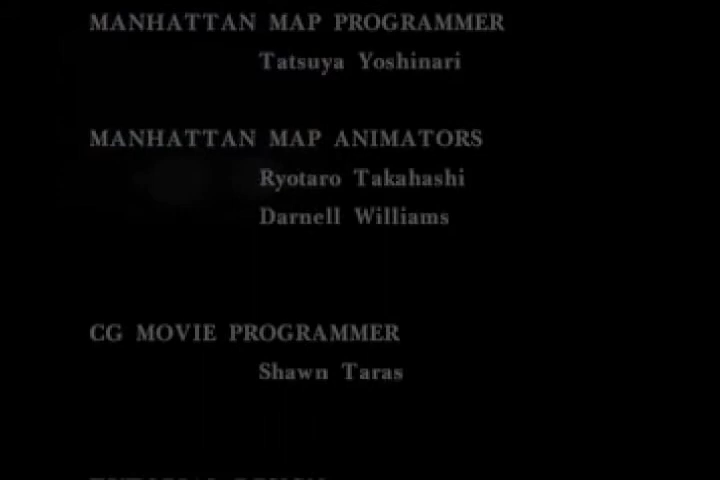 MANHATTAN MAP PROGRAMMER
Tatsuya Yoshinari
MANHATTAN MAP ANIMATORS
Ryotaro Takahashi
Darnell Williams
CG MOVIE PROGRAMMER
Shawn Taras